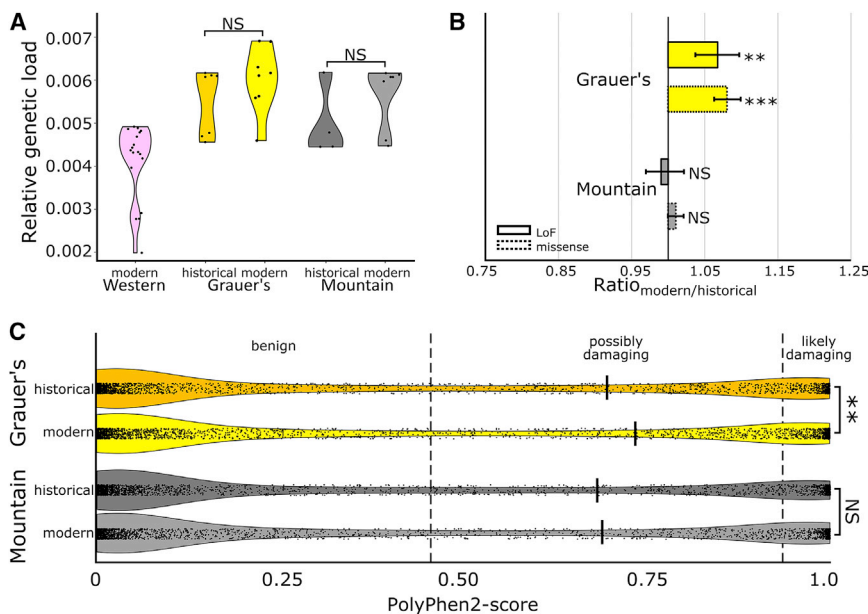 A
Relative genetic load
0.007
0.006
0.005
0.004
0.003
0.002
NS
NS
modern
Western
historical modern
Grauer's
historical modern
Mountain
B
Grauer's
**
***
Mountain
NS
NS
LoF
missense
0.75
0.85
0.95
1.05
1.15
1.25
Ratio modern/historical
C
benign
possibly
damaging
likely
damaging
Grauer's
historical
modern
**
Mountain
historical
modern
NS
0
0.25
0.50
0.75
1.0
PolyPhen2-score